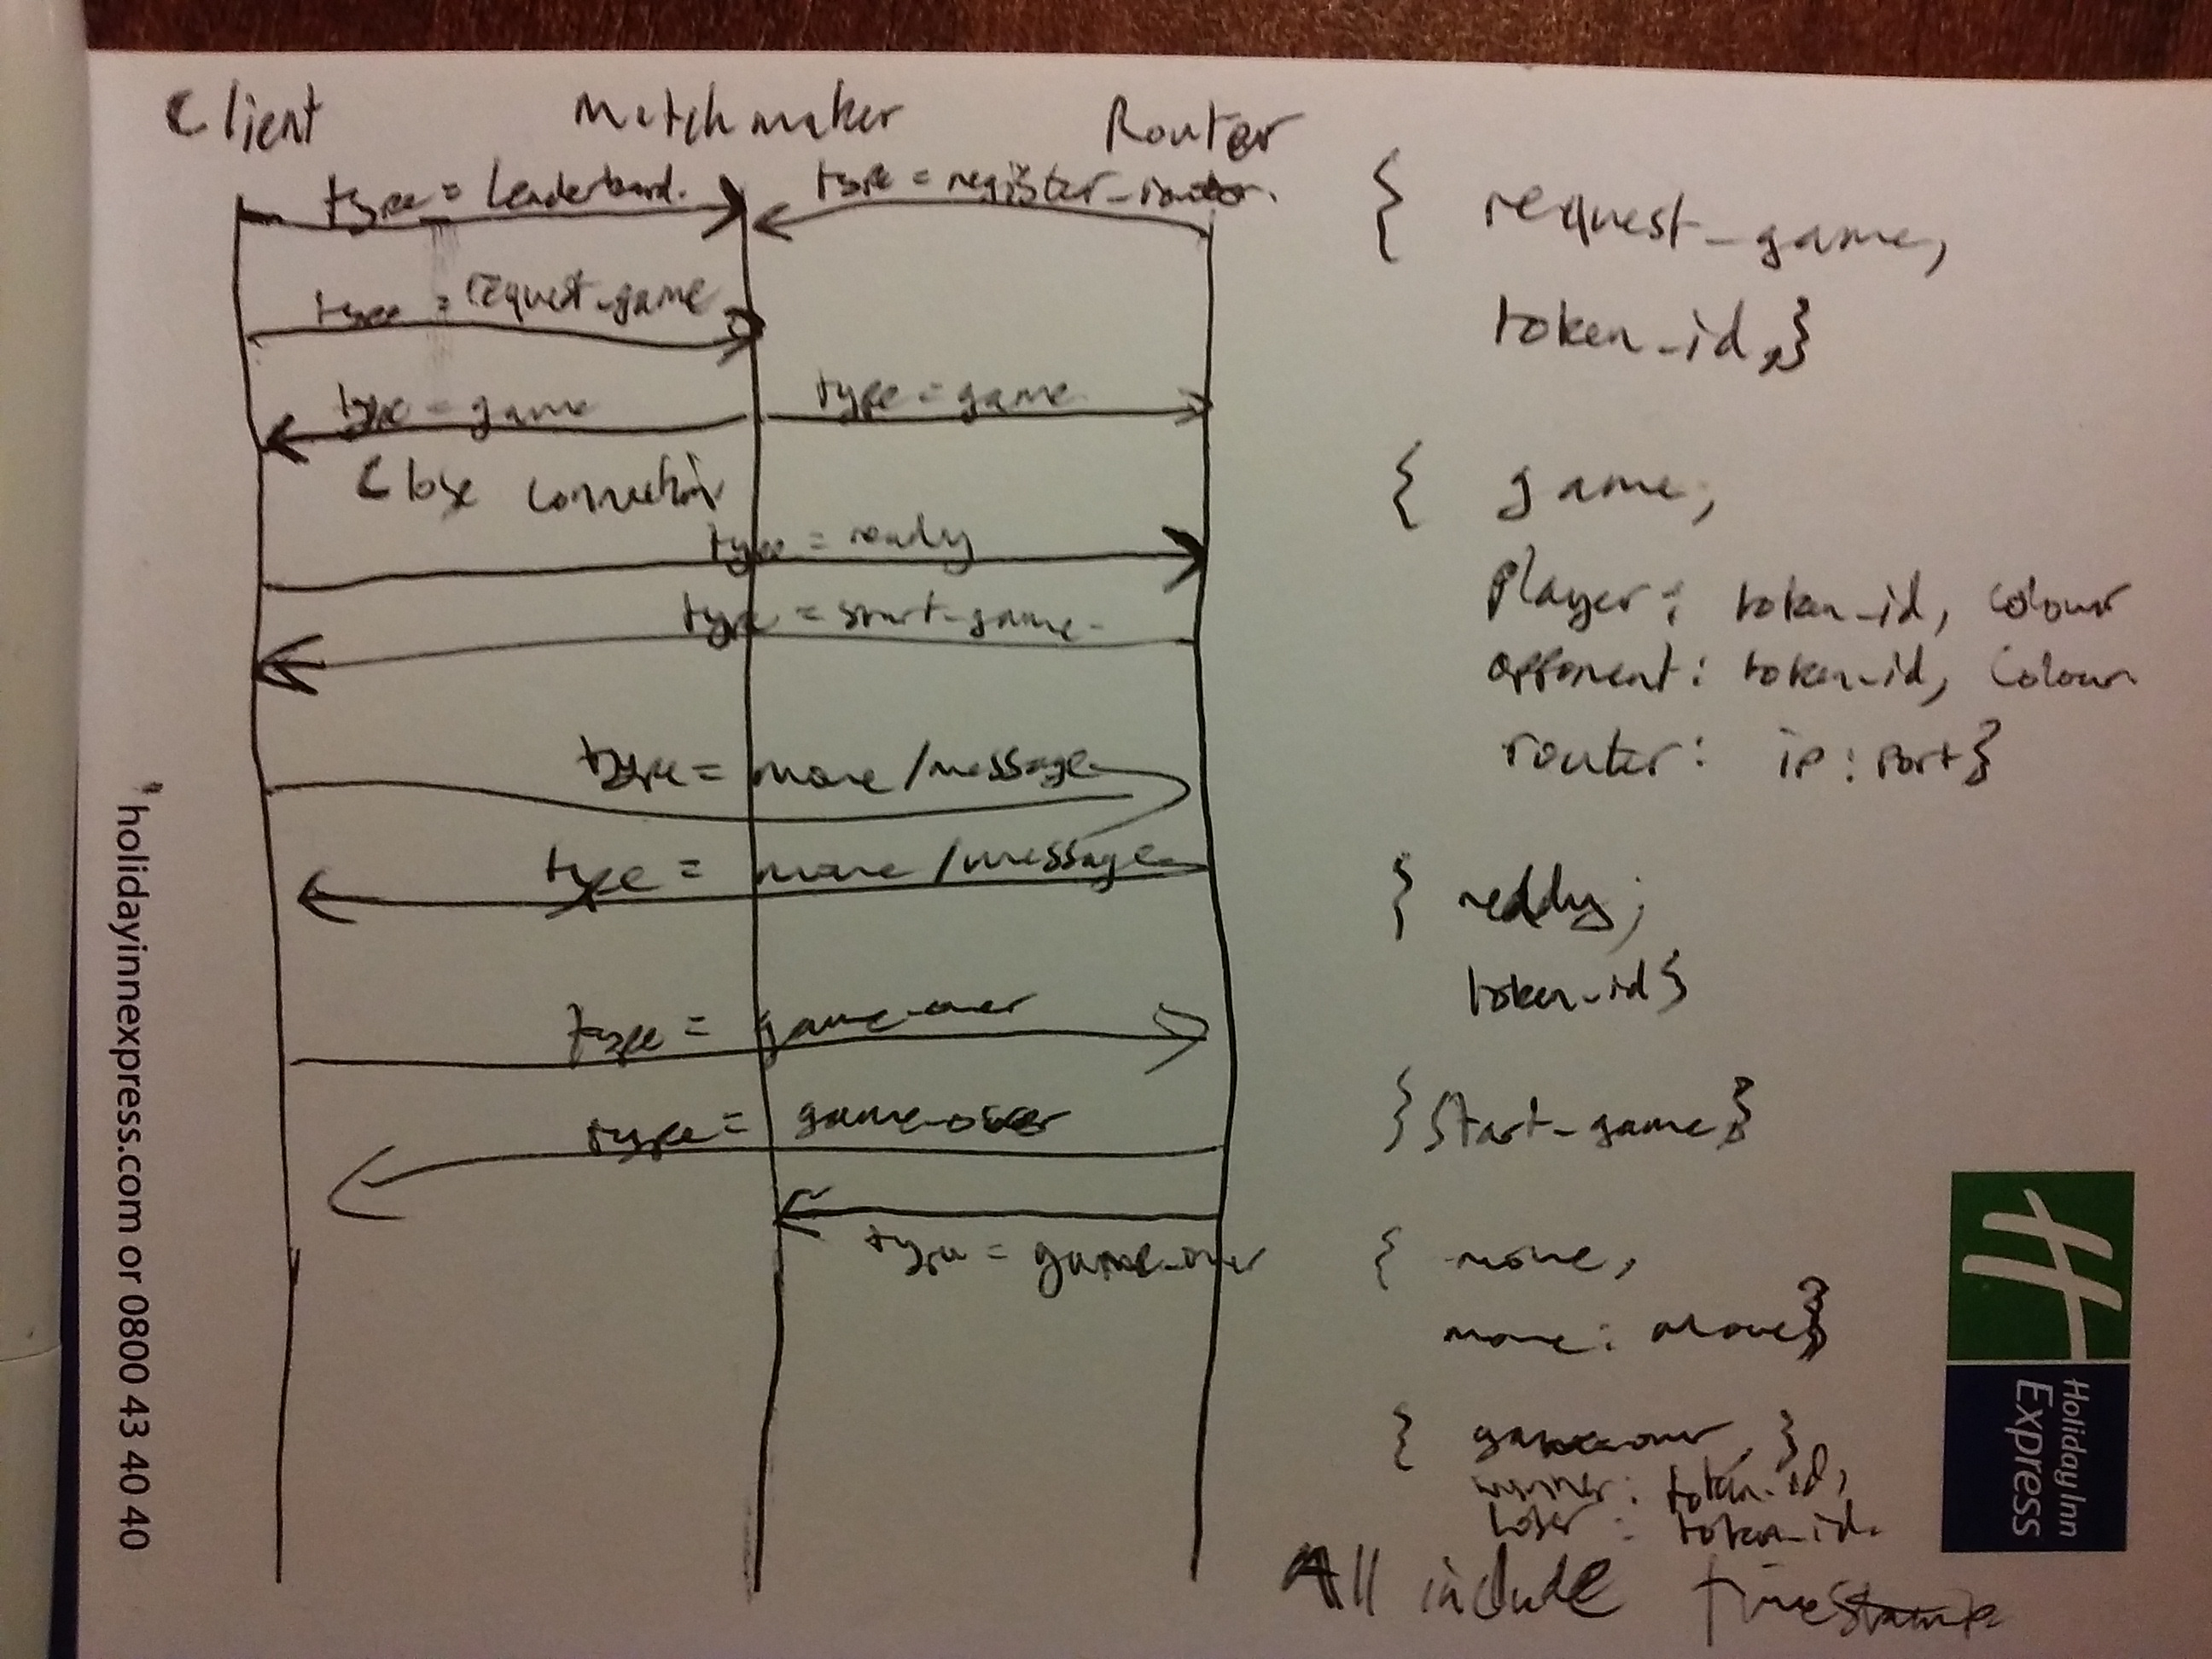 Client    matchmaker    Router
type = leaderboard.    type = register_router.
type = request_game
type = game    type = game
Close connection
type = ready
type = start_game
type = move/message
type = move/message
type = game_over
type = game_over
type = game_over
{ request_game,
token_id }
{ game,
player : token_id, colour
opponent : token_id, colour
router : ip : port }
{ ready,
token_id }
{ start_game }
{ move,
move : move }
{ gameover
winner : token_id,
loser : token_id }
All include Timestamp
holidayinnexpress.com or 0800 43 40 40
Holiday Inn
Express